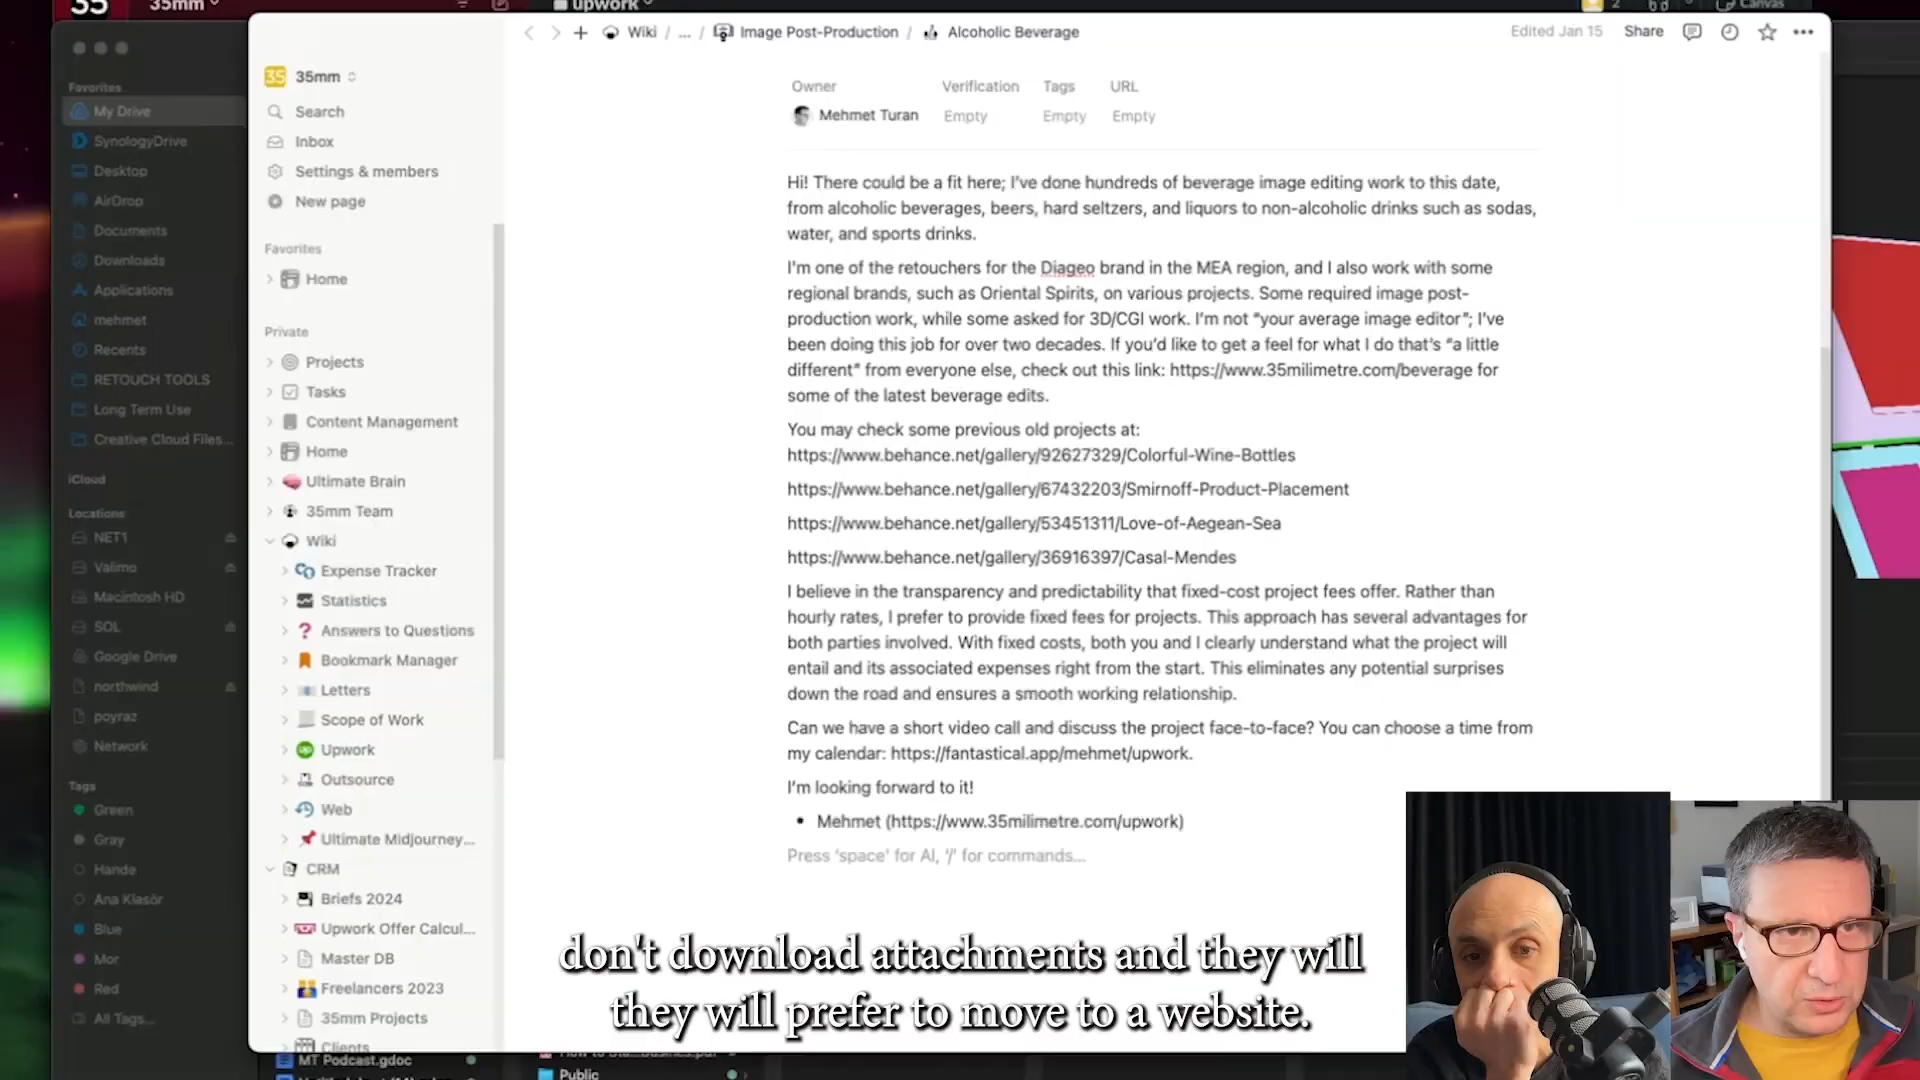 35
35mm
upwork
2
Canvas
Favorites
My Drive
SynologyDrive
Desktop
AirDrop
Documents
Downloads
Applications
mehmet
Recents
RETOUCH TOOLS
Long Term Use
Creative Cloud Files...
iCloud
Locations
NET1
Valimo
Macintosh HD
SOL
Google Drive
northwind
poyraz
Network
Tags
Green
Gray
Hande
Ana Klasör
Blue
Mor
Red
All Tags...
35 35mm
Search
Inbox
Settings & members
New page
Favorites
Home
Private
Projects
Tasks
Content Management
Home
Ultimate Brain
35mm Team
Wiki
Expense Tracker
Statistics
Answers to Questions
Bookmark Manager
Letters
Scope of Work
Upwork
Outsource
Web
Ultimate Midjourney...
CRM
Briefs 2024
Upwork Offer Calcul...
Master DB
Freelancers 2023
35mm Projects
Clients
MT Podcast.gdoc
Public
Wiki / ... / Image Post-Production / Alcoholic Beverage
Edited Jan 15 Share
Owner Verification Tags URL
Mehmet Turan Empty Empty Empty
Hi! There could be a fit here; I've done hundreds of beverage image editing work to this date,
from alcoholic beverages, beers, hard seltzers, and liquors to non-alcoholic drinks such as sodas,
water, and sports drinks.
I'm one of the retouchers for the Diageo brand in the MEA region, and I also work with some
regional brands, such as Oriental Spirits, on various projects. Some required image post-
production work, while some asked for 3D/CGI work. I'm not "your average image editor"; I've
been doing this job for over two decades. If you'd like to get a feel for what I do that's "a little
different" from everyone else, check out this link: https://www.35milimetre.com/beverage for
some of the latest beverage edits.
You may check some previous old projects at:
https://www.behance.net/gallery/92627329/Colorful-Wine-Bottles
https://www.behance.net/gallery/67432203/Smirnoff-Product-Placement
https://www.behance.net/gallery/53451311/Love-of-Aegean-Sea
https://www.behance.net/gallery/36916397/Casal-Mendes
I believe in the transparency and predictability that fixed-cost project fees offer. Rather than
hourly rates, I prefer to provide fixed fees for projects. This approach has several advantages for
both parties involved. With fixed costs, both you and I clearly understand what the project will
entail and its associated expenses right from the start. This eliminates any potential surprises
down the road and ensures a smooth working relationship.
Can we have a short video call and discuss the project face-to-face? You can choose a time from
my calendar: https://fantastical.app/mehmet/upwork.
I'm looking forward to it!
• Mehmet (https://www.35milimetre.com/upwork)
Press 'space' for AI, '/' for commands...
don't download attachments and they will
they will prefer to move to a website.